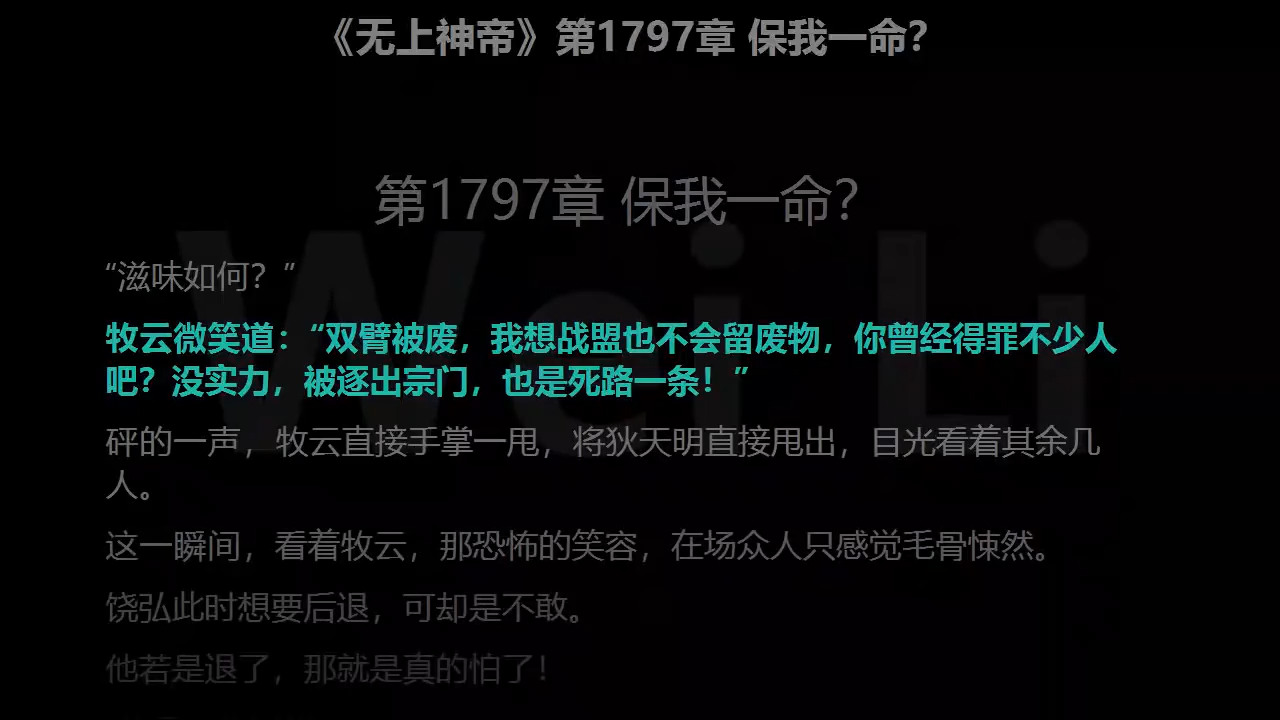 《无上神帝》第1797章 保我一命？
第1797章 保我一命？
“滋味如何？”
牧云微笑道：“双臂被废，我想战盟也不会留废物，你曾经得罪不少人
吧？没实力，被逐出宗门，也是死路一条！”
砰的一声，牧云直接手掌一甩，将狄天明直接甩出，目光看着其余几
人。
这一瞬间，看着牧云，那恐怖的笑容，在场众人只感觉毛骨悚然。
饶弘此时想要后退，可却是不敢。
他若是退了，那就是真的怕了！
Wei Li